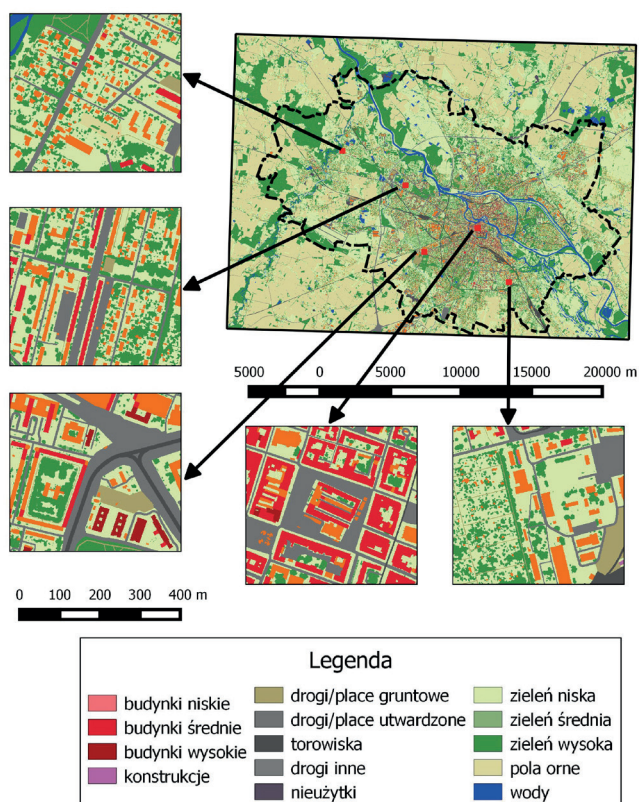 5000 0 5000 10000 15000 20000 m
0 100 200 300 400 m
Legenda
budynki niskie
budynki średnie
budynki wysokie
konstrukcje
drogi/place gruntowe
drogi/place utwardzone
torowiska
drogi inne
nieużytki
zieleń niska
zieleń średnia
zieleń wysoka
pola orne
wody